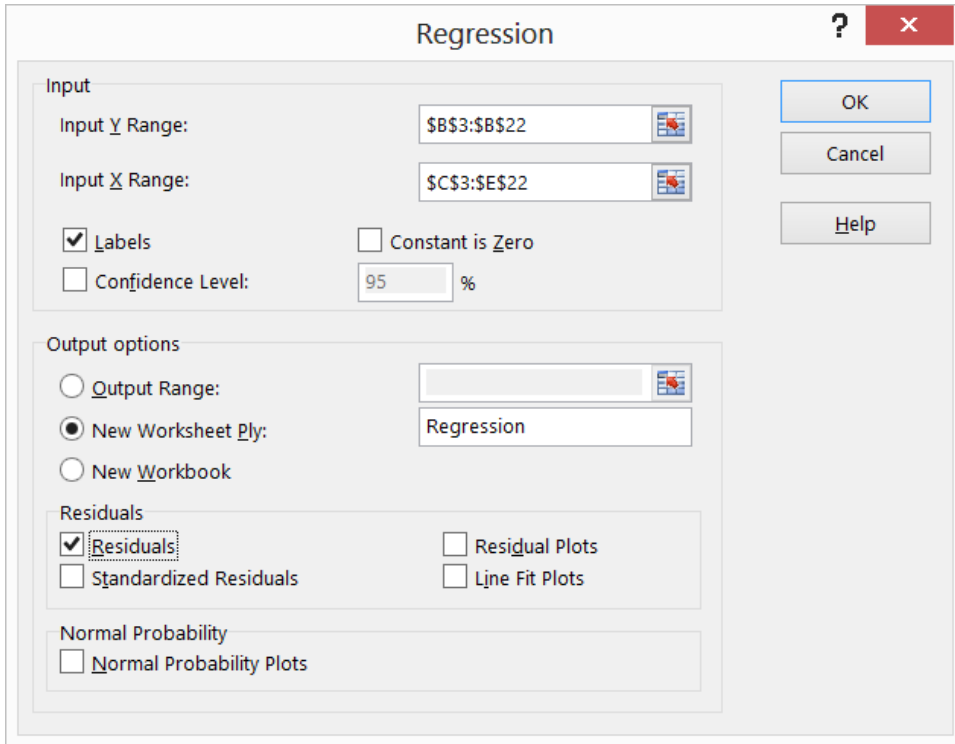 Regression
?
×
Input
Input Y Range:
$B$3:$B$22
Input X Range:
$C$3:$E$22
Labels
Constant is Zero
Confidence Level:
95
%
OK
Cancel
Help
Output options
Output Range:
New Worksheet Ply:
Regression
New Workbook
Residuals
Residuals
Residual Plots
Standardized Residuals
Line Fit Plots
Normal Probability
Normal Probability Plots